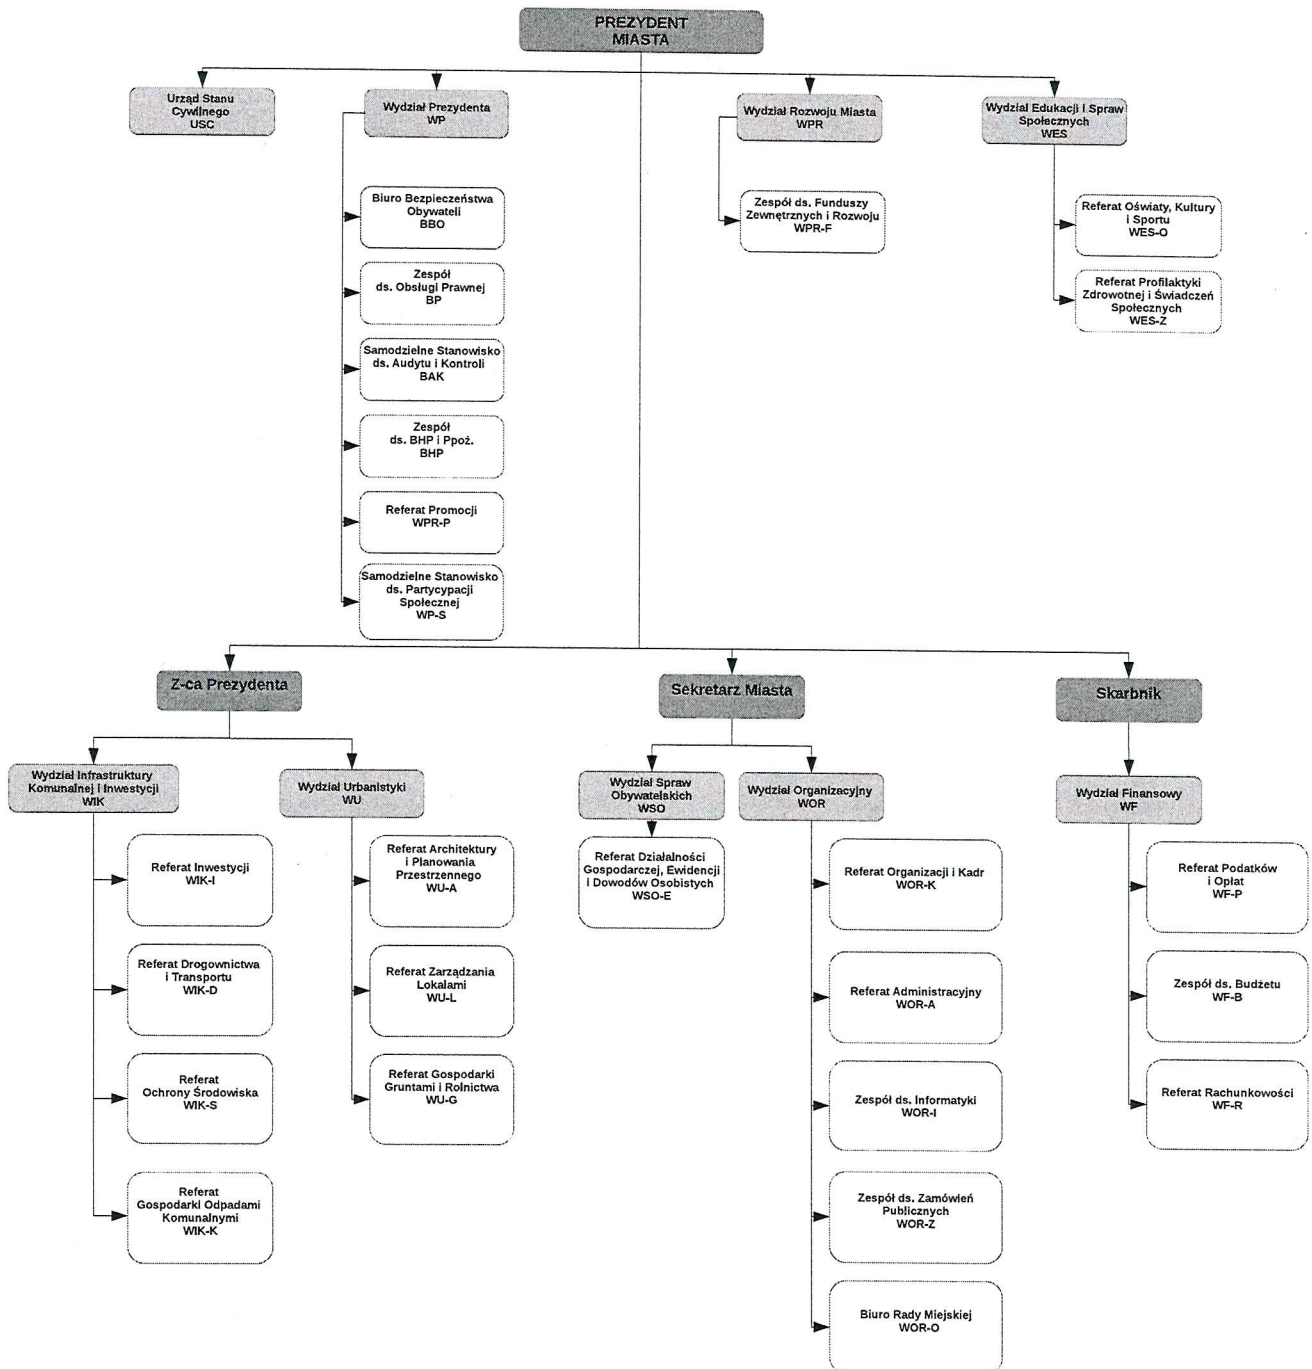 PREZYDENT
MIASTA
Urząd Stanu
Cywilnego
USC
Wydział Prezydenta
WP
Wydział Rozwoju Miasta
WPR
Wydział Edukacji i Spraw
Społecznych
WES
Biuro Bezpieczeństwa
Obywateli
BBO
Zespół
ds. Obsługi Prawnej
BP
Samodzielne Stanowisko
ds. Audytu i Kontroli
BAK
Zespół
ds. BHP i Ppoż.
BHP
Referat Promocji
WPR-P
Samodzielne Stanowisko
ds. Partycypacji
Społecznej
WP-S
Zespół ds. Funduszy
Zewnętrznych i Rozwoju
WPR-F
Referat Oświaty, Kultury
i Sportu
WES-O
Referat Profilaktyki
Zdrowotnej i Świadczeń
Społecznych
WES-Z
Z-ca Prezydenta
Sekretarz Miasta
Skarbnik
Wydział Infrastruktury
Komunalnej i Inwestycji
WIK
Wydział Urbanistyki
WU
Wydział Spraw
Obywatelskich
WSO
Wydział Organizacyjny
WOR
Wydział Finansowy
WF
Referat Inwestycji
WIK-I
Referat Drogownictwa
i Transportu
WIK-D
Referat
Ochrony Środowiska
WIK-S
Referat
Gospodarki Odpadami
Komunalnymi
WIK-K
Referat Architektury
i Planowania
Przestrzennego
WU-A
Referat Zarządzania
Lokalami
WU-L
Referat Gospodarki
Gruntami i Rolnictwa
WU-G
Referat Działalności
Gospodarczej, Ewidencji
i Dowodów Osobistych
WSO-E
Referat Organizacji i Kadr
WOR-K
Referat Administracyjny
WOR-A
Zespół ds. Informatyki
WOR-I
Zespół ds. Zamówień
Publicznych
WOR-Z
Biuro Rady Miejskiej
WOR-O
Referat Podatków
i Opłat
WF-P
Zespół ds. Budżetu
WF-B
Referat Rachunkowości
WF-R